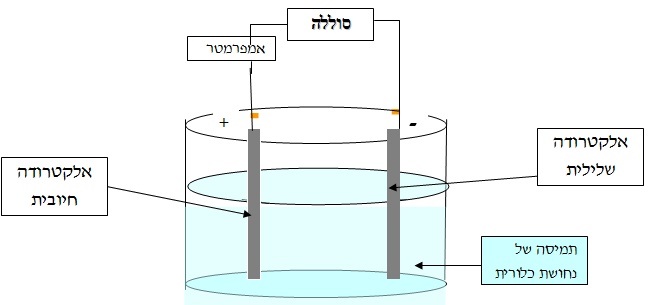 סוללה
אמפרמטר
+
-
אלקטרודה
שלילית
אלקטרודה
חיובית
תמיסה של
נחושת כלורית